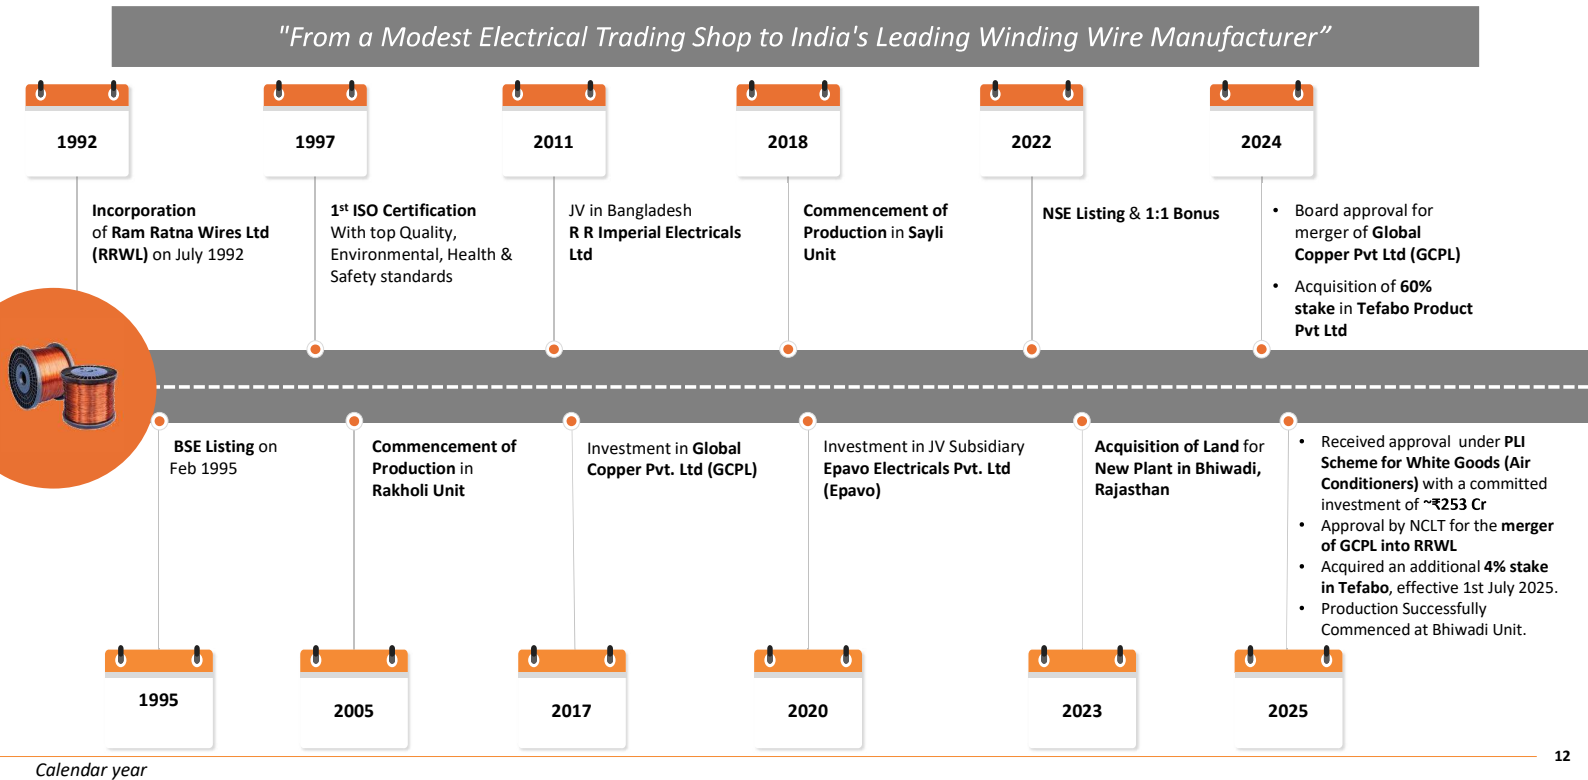 "From a Modest Electrical Trading Shop to India's Leading Winding Wire Manufacturer”
1992
Incorporation
of Ram Ratna Wires Ltd
(RRWL) on July 1992
1997
1st ISO Certification
With top Quality,
Environmental, Health &
Safety standards
2011
JV in Bangladesh
R R Imperial Electricals
Ltd
2018
Commencement of
Production in Sayli
Unit
2022
NSE Listing & 1:1 Bonus
2024
• Board approval for
merger of Global
Copper Pvt Ltd (GCPL)
• Acquisition of 60%
stake in Tefabo Product
Pvt Ltd
BSE Listing on
Feb 1995
1995
Commencement of
Production in
Rakholi Unit
2005
Investment in Global
Copper Pvt. Ltd (GCPL)
2017
Investment in JV Subsidiary
Epavo Electricals Pvt. Ltd
(Epavo)
2020
Acquisition of Land for
New Plant in Bhiwadi,
Rajasthan
2023
• Received approval under PLI
Scheme for White Goods (Air
Conditioners) with a committed
investment of ~₹253 Cr
• Approval by NCLT for the merger
of GCPL into RRWL
• Acquired an additional 4% stake
in Tefabo, effective 1st July 2025.
• Production Successfully
Commenced at Bhiwadi Unit.
2025
12
Calendar year